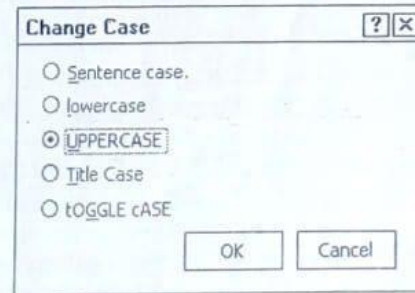 Change Case ? X
Sentence case.
lowercase
UPPERCASE
Title Case
tOGGLE cASE
OK Cancel